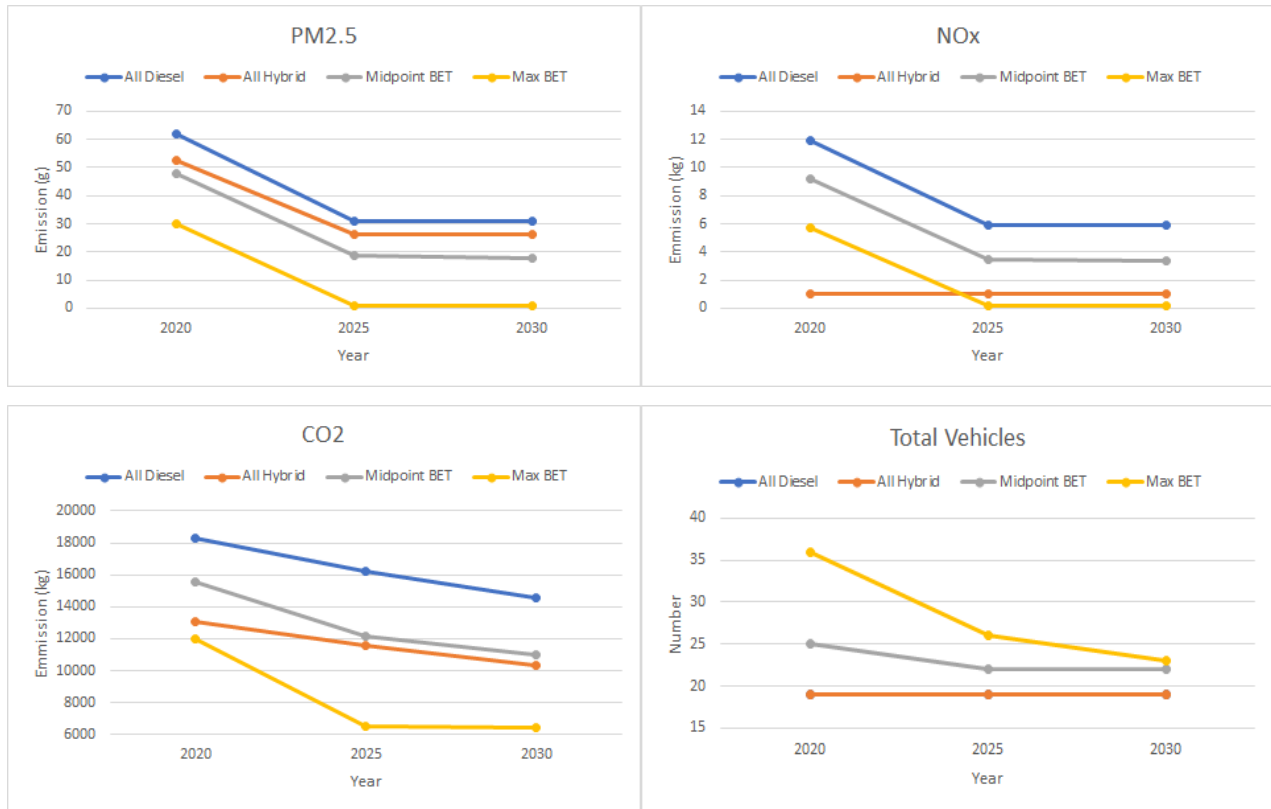 PM2.5
All Diesel All Hybrid Midpoint BET Max BET
70
60
50
40
30
20
10
0
Emission (g)
2020 2025 2030
Year
NOx
All Diesel All Hybrid Midpoint BET Max BET
14
12
10
8
6
4
2
0
Emmission (kg)
2020 2025 2030
Year
CO2
All Diesel All Hybrid Midpoint BET Max BET
20000
18000
16000
14000
12000
10000
8000
6000
Emmission (kg)
2020 2025 2030
Year
Total Vehicles
All Diesel All Hybrid Midpoint BET Max BET
40
35
30
25
20
15
Number
2020 2025 2030
Year